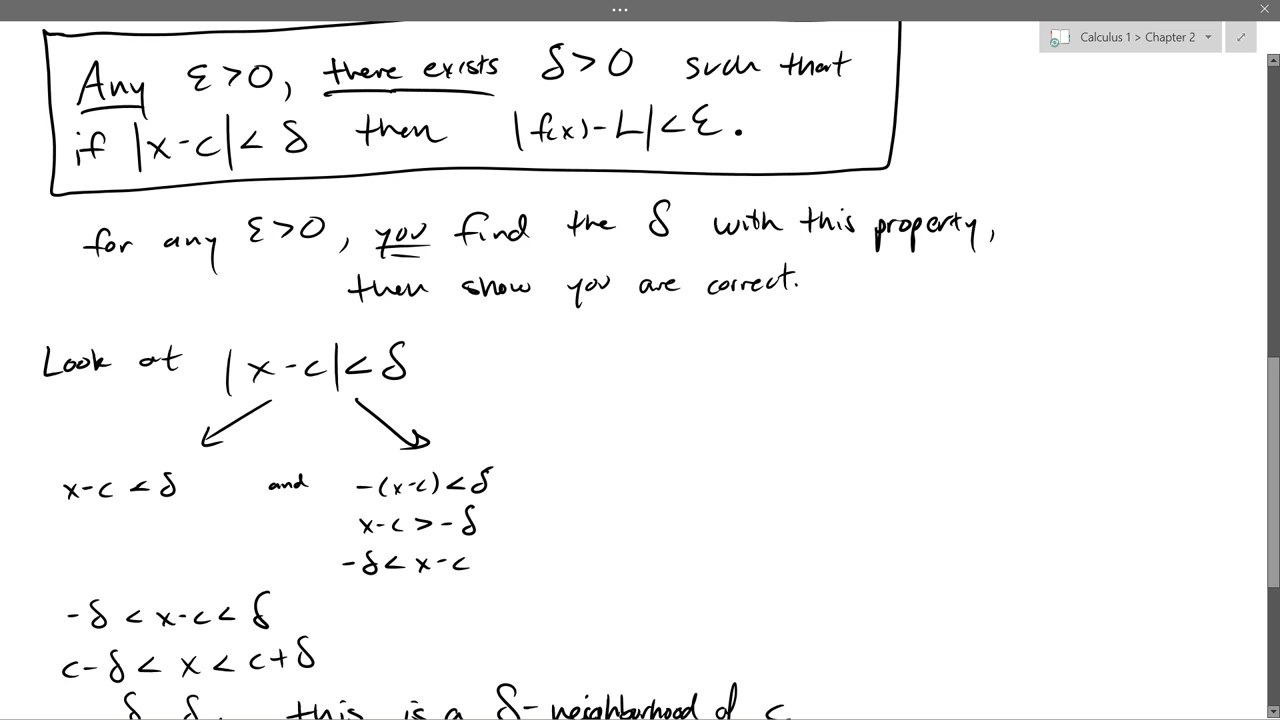 Calculus 1 > Chapter 2
Any ε>0, there exists δ>0 such that
if |x-c|< δ then |f(x)-L|<ε.
for any ε>0, you find the δ with this property,
then show you are correct.
Look at |x-c|<δ
x-c < δ and -(x-c)<δ
x-c > -δ
-δ< x-c
-δ < x-c < δ
c-δ < x < c+δ
δ δ this is a δ-neighborhood of c